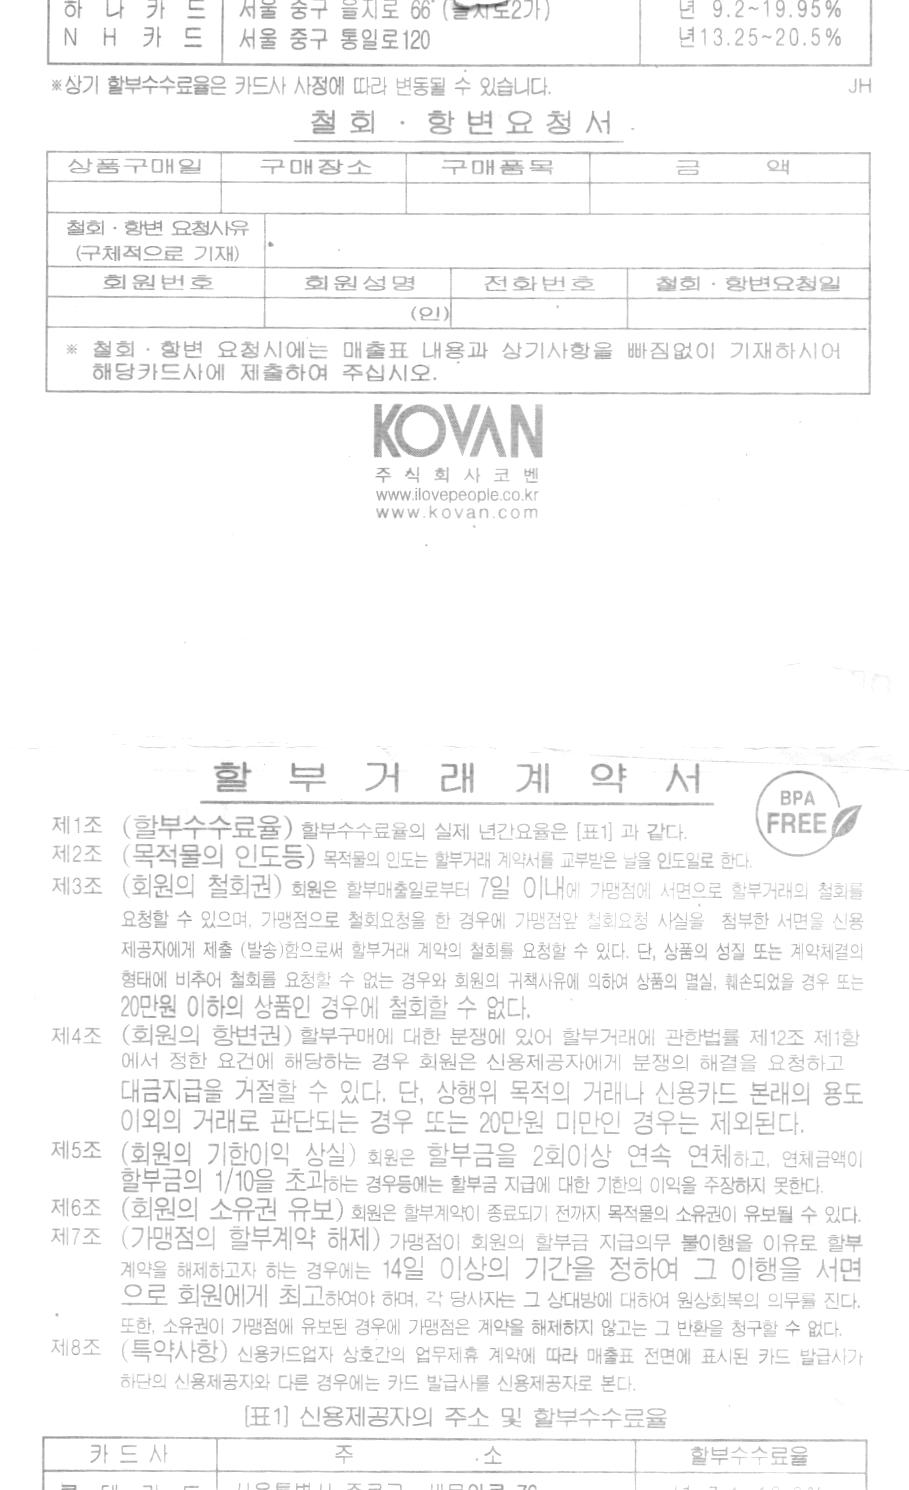 하 나 카 드 서울 중구 을지로 66 (을지로2가) 년 9.2~19.95%
N H 카 드 서울 중구 통일로120 년13.25~20.5%
※상기 할부수수료율은 카드사 사정에 따라 변동될 수 있습니다. JH
철회 · 항변요청서
상품구매일 구매장소 구매품목 금 액
철회 · 항변 요청사유
(구체적으로 기재)
회원번호 회원성명 전화번호 철회 · 항변요청일
(인)
※ 철회 · 항변 요청시에는 매출표 내용과 상기사항을 빠짐없이 기재하시어
해당카드사에 제출하여 주십시오.
KOVAN
주식회사코벤
www.ilovepeople.co.kr
www.kovan.com
할부거래계약서
BPA
FREE
제1조 (할부수수료율) 할부수수료율의 실제 년간요율은 [표1] 과 같다.
제2조 (목적물의 인도등) 목적물의 인도는 할부거래 계약서를 교부받은 날을 인도일로 한다.
제3조 (회원의 철회권) 회원은 할부매출일로부터 7일 이내에 가맹점에 서면으로 할부거래의 철회를
요청할 수 있으며, 가맹점으로 철회요청을 한 경우에 가맹점앞 철회요청 사실을 첨부한 서면을 신용
제공자에게 제출 (발송)함으로써 할부거래 계약의 철회를 요청할 수 있다. 단, 상품의 성질 또는 계약체결의
형태에 비추어 철회를 요청할 수 없는 경우와 회원의 귀책사유에 의하여 상품의 멸실, 훼손되었을 경우 또는
20만원 이하의 상품인 경우에 철회할 수 없다.
제4조 (회원의 항변권) 할부구매에 대한 분쟁에 있어 할부거래에 관한법률 제12조 제1항
에서 정한 요건에 해당하는 경우 회원은 신용제공자에게 분쟁의 해결을 요청하고
대금지급을 거절할 수 있다. 단, 상행위 목적의 거래나 신용카드 본래의 용도
이외의 거래로 판단되는 경우 또는 20만원 미만인 경우는 제외된다.
제5조 (회원의 기한이익 상실) 회원은 할부금을 2회이상 연속 연체하고, 연체금액이
할부금의 1/10을 초과하는 경우등에는 할부금 지급에 대한 기한의 이익을 주장하지 못한다.
제6조 (회원의 소유권 유보) 회원은 할부계약이 종료되기 전까지 목적물의 소유권이 유보될 수 있다.
제7조 (가맹점의 할부계약 해제) 가맹점이 회원의 할부금 지급의무 불이행을 이유로 할부
계약을 해제하고자 하는 경우에는 14일 이상의 기간을 정하여 그 이행을 서면
으로 회원에게 최고하여야 하며, 각 당사자는 그 상대방에 대하여 원상회복의 의무를 진다.
또한, 소유권이 가맹점에 유보된 경우에 가맹점은 계약을 해제하지 않고는 그 반환을 청구할 수 없다.
제8조 (특약사항) 신용카드업자 상호간의 업무제휴 계약에 따라 매출표 전면에 표시된 카드 발급사가
하단의 신용제공자와 다른 경우에는 카드 발급사를 신용제공자로 본다.
[표1] 신용제공자의 주소 및 할부수수료율
카드사 주 소 할부수수료율